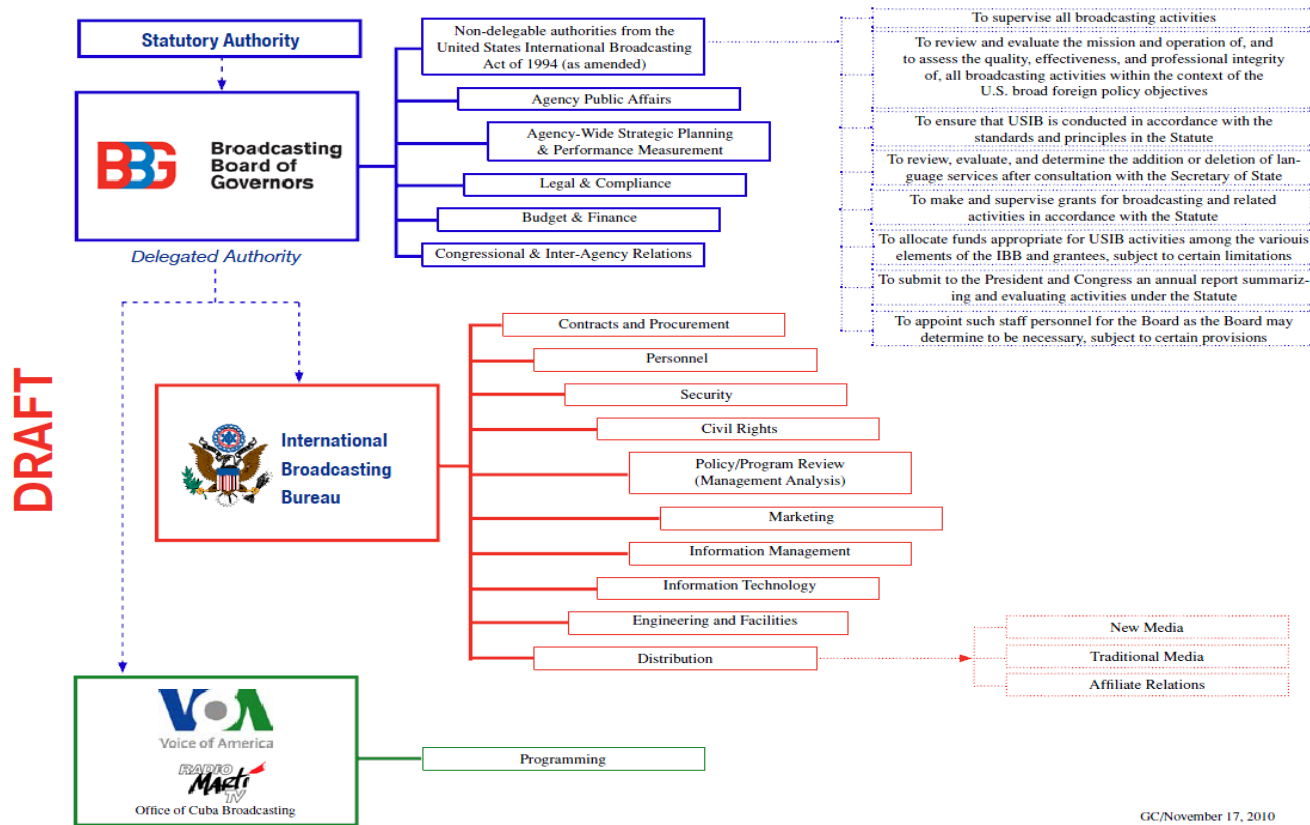 Statutory Authority
BBG
Broadcasting
Board of
Governors
Delegated Authority
Non-delegable authorities from the
United States International Broadcasting
Act of 1994 (as amended)
Agency Public Affairs
Agency-Wide Strategic Planning
& Performance Measurement
Legal & Compliance
Budget & Finance
Congressional & Inter-Agency Relations
To supervise all broadcasting activities
To review and evaluate the mission and operation of, and
to assess the quality, effectiveness, and professional integrity
of, all broadcasting activities within the context of the
U.S. broad foreign policy objectives
To ensure that USIB is conducted in accordance with the
standards and principles in the Statute
To review, evaluate, and determine the addition or deletion of lan-
guage services after consultation with the Secretary of State
To make and supervise grants for broadcasting and related
activities in accordance with the Statute
To allocate funds appropriate for USIB activities among the variuous
elements of the IBB and grantees, subject to certain limitations
To submit to the President and Congress an annual report summariz-
ing and evaluating activities under the Statute
To appoint such staff personnel for the Board as the Board may
determine to be necessary, subject to certain provisions
DRAFT
International
Broadcasting
Bureau
Contracts and Procurement
Personnel
Security
Civil Rights
Policy/Program Review
(Management Analysis)
Marketing
Information Management
Information Technology
Engineering and Facilities
Distribution
New Media
Traditional Media
Affiliate Relations
VOA
Voice of America
RADIO
Martí
TV
Office of Cuba Broadcasting
Programming
GC/November 17, 2010